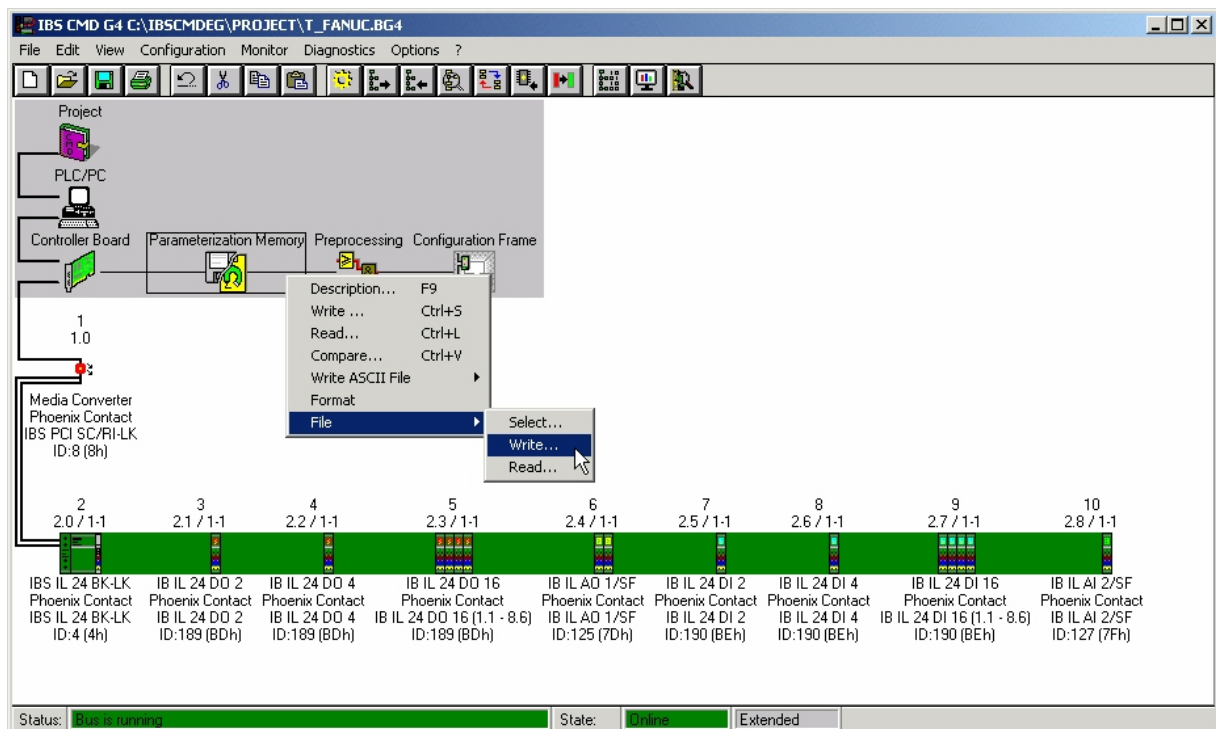 IBS CMD G4 C:\IBSCMDEG\PROJECT\T_FANUC.BG4
File Edit View Configuration Monitor Diagnostics Options ?
Project
PLC/PC
Controller Board Parameterization Memory Preprocessing Configuration Frame
Description... F9
Write ... Ctrl+S
Read... Ctrl+L
Compare... Ctrl+V
Write ASCII File
Format
File
Select...
Write...
Read...
1
1.0
Media Converter
Phoenix Contact
IBS PCI SC/RI-LK
ID:8 (8h)
2 3 4 5 6 7 8 9 10
2.0 / 1-1 2.1 / 1-1 2.2 / 1-1 2.3 / 1-1 2.4 / 1-1 2.5 / 1-1 2.6 / 1-1 2.7 / 1-1 2.8 / 1-1
IBS IL 24 BK-LK IB IL 24 DO 2 IB IL 24 DO 4 IB IL 24 DO 16 IB IL AO 1/SF IB IL 24 DI 2 IB IL 24 DI 4 IB IL 24 DI 16 IB IL AI 2/SF
Phoenix Contact Phoenix Contact Phoenix Contact Phoenix Contact Phoenix Contact Phoenix Contact Phoenix Contact Phoenix Contact Phoenix Contact
IBS IL 24 BK-LK IB IL 24 DO 2 IB IL 24 DO 4 IB IL 24 DO 16 (1.1 - 8.6) IB IL AO 1/SF IB IL 24 DI 2 IB IL 24 DI 4 IB IL 24 DI 16 (1.1 - 8.6) IB IL AI 2/SF
ID:4 (4h) ID:189 (BDh) ID:189 (BDh) ID:189 (BDh) ID:125 (7Dh) ID:190 (BEh) ID:190 (BEh) ID:190 (BEh) ID:127 (7Fh)
Status: Bus is running State: Online Extended